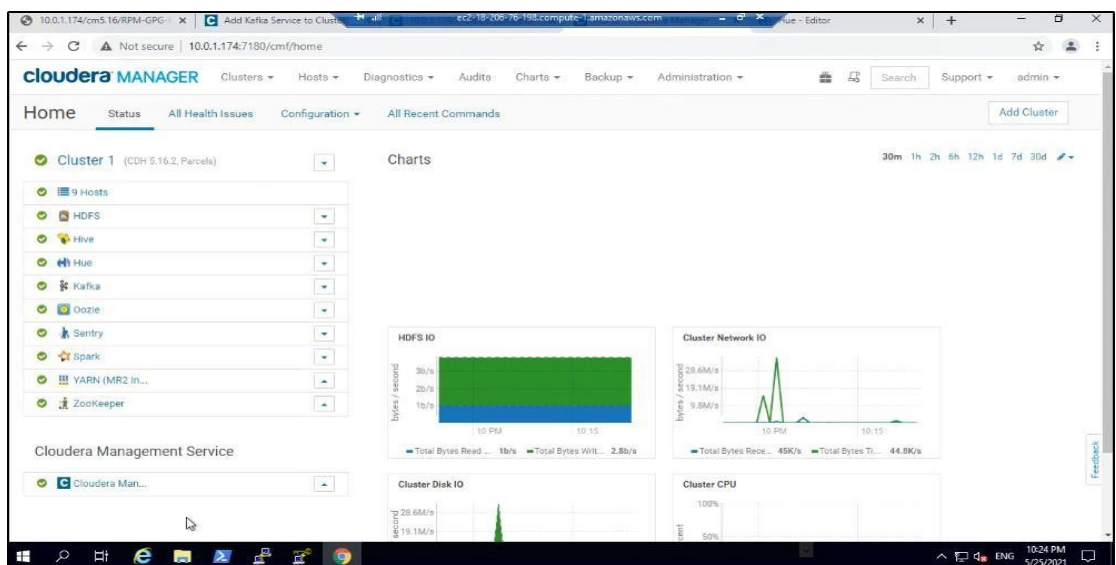 10.0.1.174/cm5.16/RPM-GPG-
Add Kafka Service to Cluste
ec2-18-206-76-198.compute-1.amazonaws.com
Hue - Editor
Not secure | 10.0.1.174:7180/cmf/home
cloudera MANAGER Clusters Hosts Diagnostics Audits Charts Backup Administration Search Support admin
Home Status All Health Issues Configuration All Recent Commands Add Cluster
Cluster 1 (CDH 5.16.2, Parcels)
Charts 30m 1h 2h 6h 12h 1d 7d 30d
9 Hosts
HDFS
Hive
Hue
Kafka
Oozie
Sentry
Spark
YARN (MR2 In...
ZooKeeper
Cloudera Management Service
Cloudera Man...
HDFS IO
bytes / second
3b/s
2b/s
1b/s
10 PM 10:15
Total Bytes Read ... 1b/s Total Bytes Writ... 2.8b/s
Cluster Network IO
bytes / second
28.6M/s
19.1M/s
9.5M/s
10 PM 10:15
Total Bytes Rece... 45K/s Total Bytes Tr... 44.8K/s
Feedback
Cluster Disk IO
28.6M/s
19.1M/s
Cluster CPU
100%
50%
ENG 10:24 PM
5/25/2021